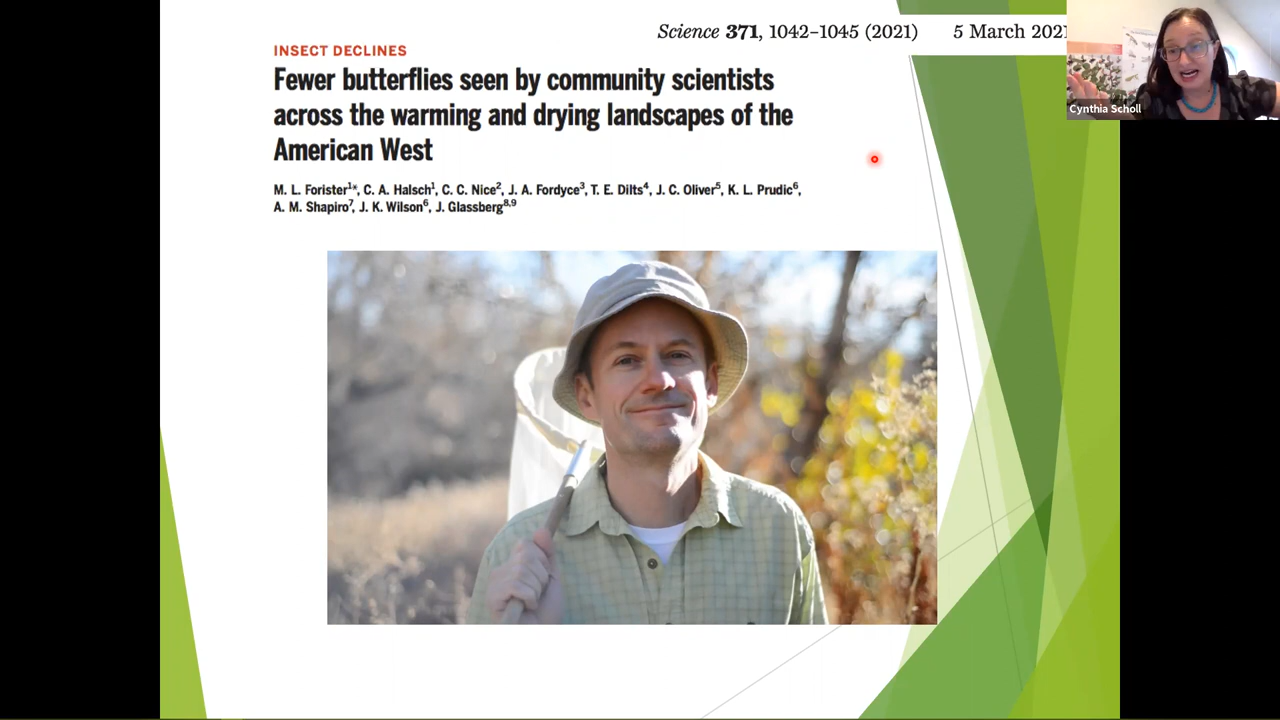 Science 371, 1042–1045 (2021) 5 March 2021
INSECT DECLINES
Fewer butterflies seen by community scientists
across the warming and drying landscapes of the
American West
M. L. Forister1*, C. A. Halsch1, C. C. Nice2, J. A. Fordyce3, T. E. Dilts4, J. C. Oliver5, K. L. Prudic6,
A. M. Shapiro7, J. K. Wilson6, J. Glassberg8,9
Cynthia Scholl